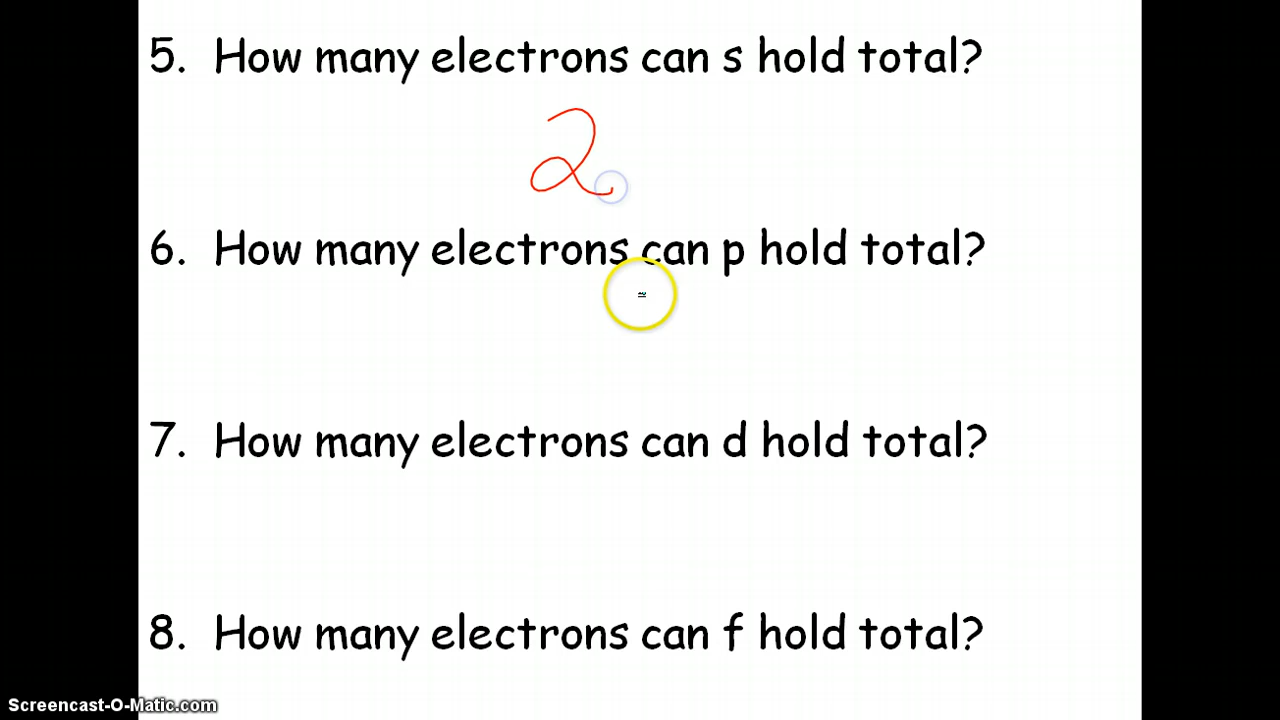 5. How many electrons can s hold total?
2
6. How many electrons can p hold total?
7. How many electrons can d hold total?
8. How many electrons can f hold total?
Screencast-O-Matic.com